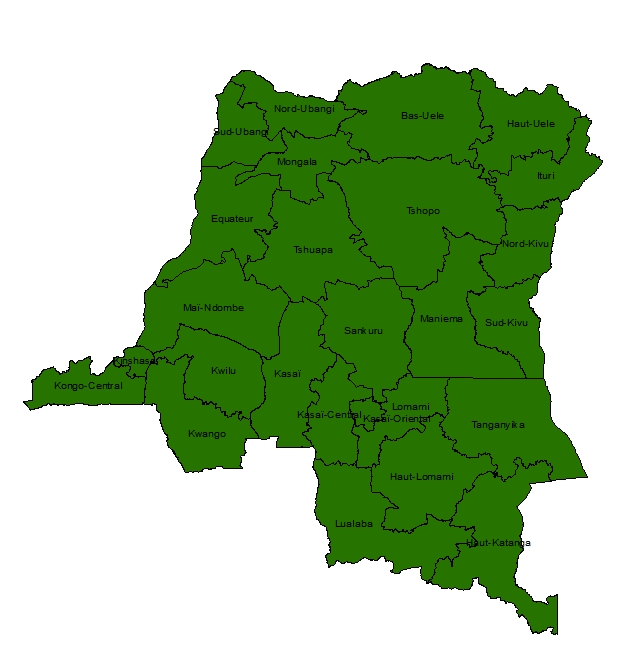 Nord-Ubangi
Bas-Uele
Haut-Uele
Sud-Ubangi
Mongala
Ituri
Tshopo
Equateur
Nord-Kivu
Tshuapa
Maï-Ndombe
Maniema
Sud-Kivu
Sankuru
Kinshasa
Kwilu
Kasaï
Kongo-Central
Lomami
Kasaï-Central
Kasaï-Oriental
Tanganyika
Kwango
Haut-Lomami
Lualaba
Haut-Katanga